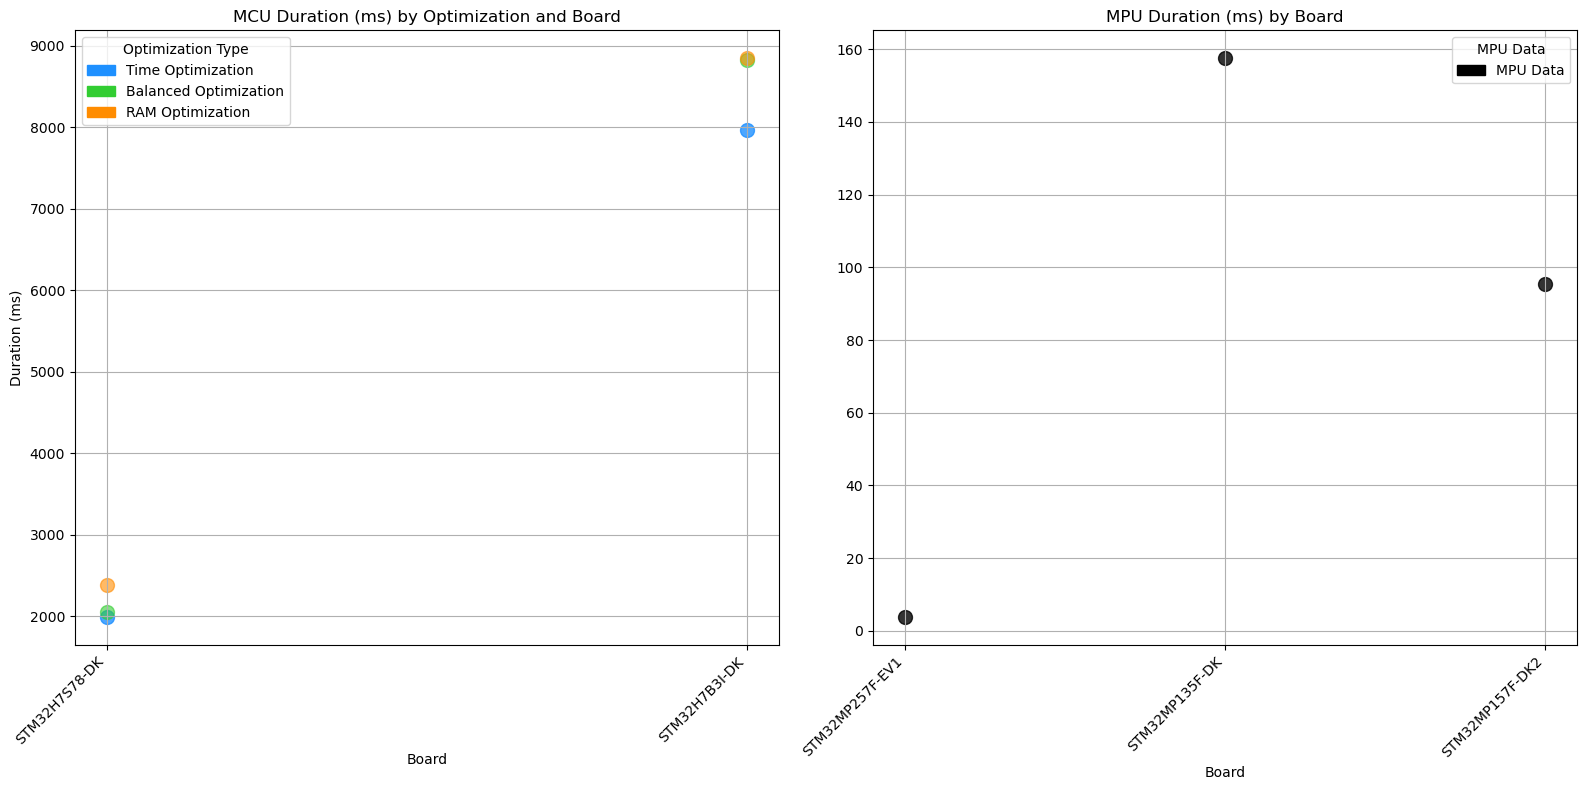 MCU Duration (ms) by Optimization and Board
Optimization Type
Time Optimization
Balanced Optimization
RAM Optimization
9000
8000
7000
6000
5000
4000
3000
2000
Duration (ms)
STM32H7S78-DK
STM32H7B3I-DK
Board
MPU Duration (ms) by Board
MPU Data
MPU Data
160
140
120
100
80
60
40
20
0
STM32MP257F-EV1
STM32MP135F-DK
STM32MP157F-DK2
Board